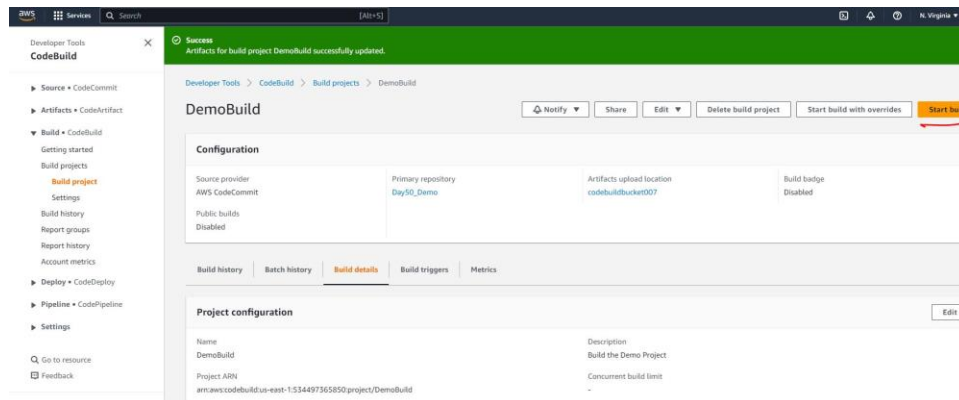 aws Services Search [Alt+S] N. Virginia
Developer Tools
CodeBuild
Source • CodeCommit
Artifacts • CodeArtifact
Build • CodeBuild
Getting started
Build projects
Build project
Settings
Build history
Report groups
Report history
Account metrics
Deploy • CodeDeploy
Pipeline • CodePipeline
Settings
Go to resource
Feedback
Success
Artifacts for build project DemoBuild successfully updated.
Developer Tools > CodeBuild > Build projects > DemoBuild
DemoBuild Notify Share Edit Delete build project Start build with overrides Start bu
Configuration
Source provider Primary repository Artifacts upload location Build badge
AWS CodeCommit Day50_Demo codebuildbucket007 Disabled
Public builds
Disabled
Build history Batch history Build details Build triggers Metrics
Project configuration Edit
Name Description
DemoBuild Build the Demo Project
Project ARN Concurrent build limit
arn:aws:codebuild:us-east-1:534497365850:project/DemoBuild -